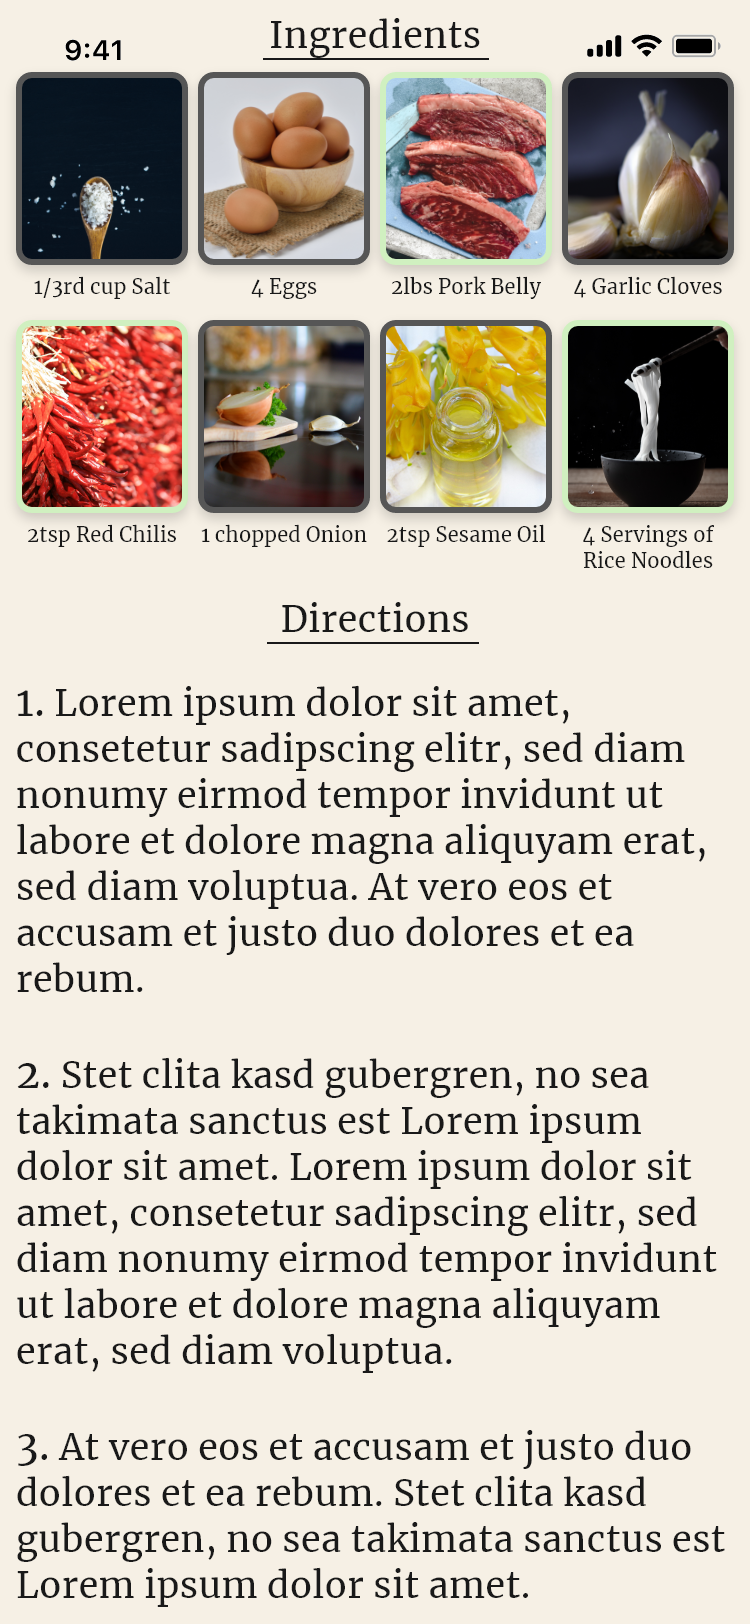 Ingredients
9:41
1/3rd cup Salt
4 Eggs
2lbs Pork Belly
4 Garlic Cloves
2tsp Red Chilis
1 chopped Onion
2tsp Sesame Oil
4 Servings of
Rice Noodles
Directions
1. Lorem ipsum dolor sit amet,
consetetur sadipscing elitr, sed diam
nonumy eirmod tempor invidunt ut
labore et dolore magna aliquyam erat,
sed diam voluptua. At vero eos et
accusam et justo duo dolores et ea
rebum.
2. Stet clita kasd gubergren, no sea
takimata sanctus est Lorem ipsum
dolor sit amet. Lorem ipsum dolor sit
amet, consetetur sadipscing elitr, sed
diam nonumy eirmod tempor invidunt
ut labore et dolore magna aliquyam
erat, sed diam voluptua.
3. At vero eos et accusam et justo duo
dolores et ea rebum. Stet clita kasd
gubergren, no sea takimata sanctus est
Lorem ipsum dolor sit amet.